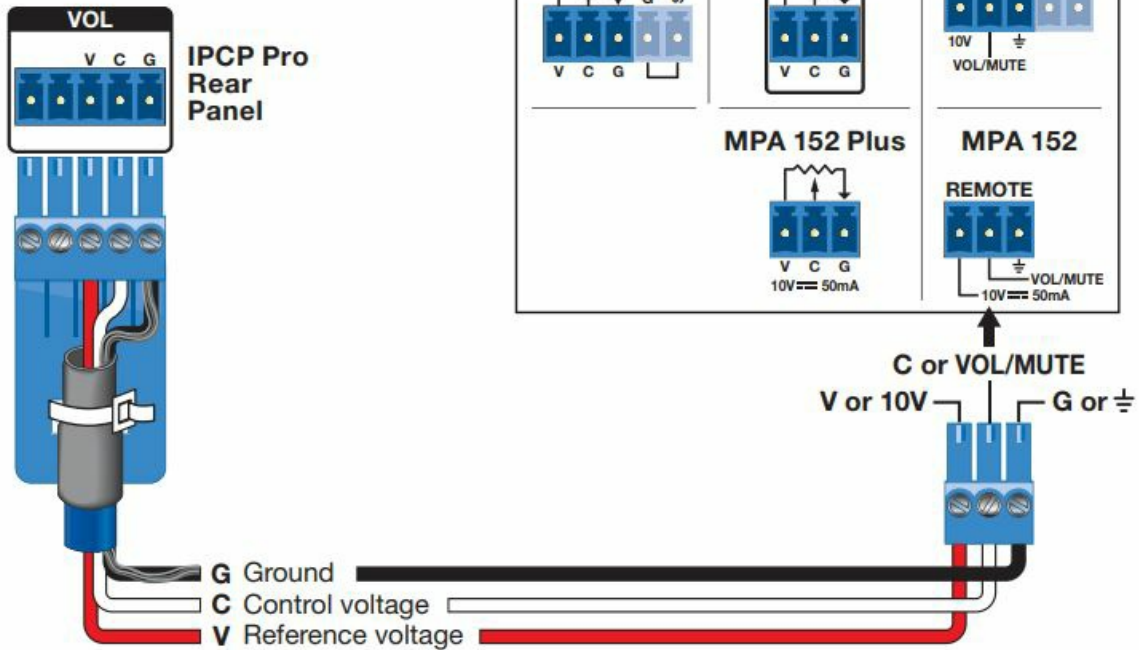 VOL
V C G
IPCP Pro
Rear
Panel
V C G
V C G
10V ⏚
VOL/MUTE
MPA 152 Plus
MPA 152
REMOTE
V C G
10V ⎓ 50mA
⏚
VOL/MUTE
10V ⎓ 50mA
C or VOL/MUTE
V or 10V
G or ⏚
G Ground
C Control voltage
V Reference voltage